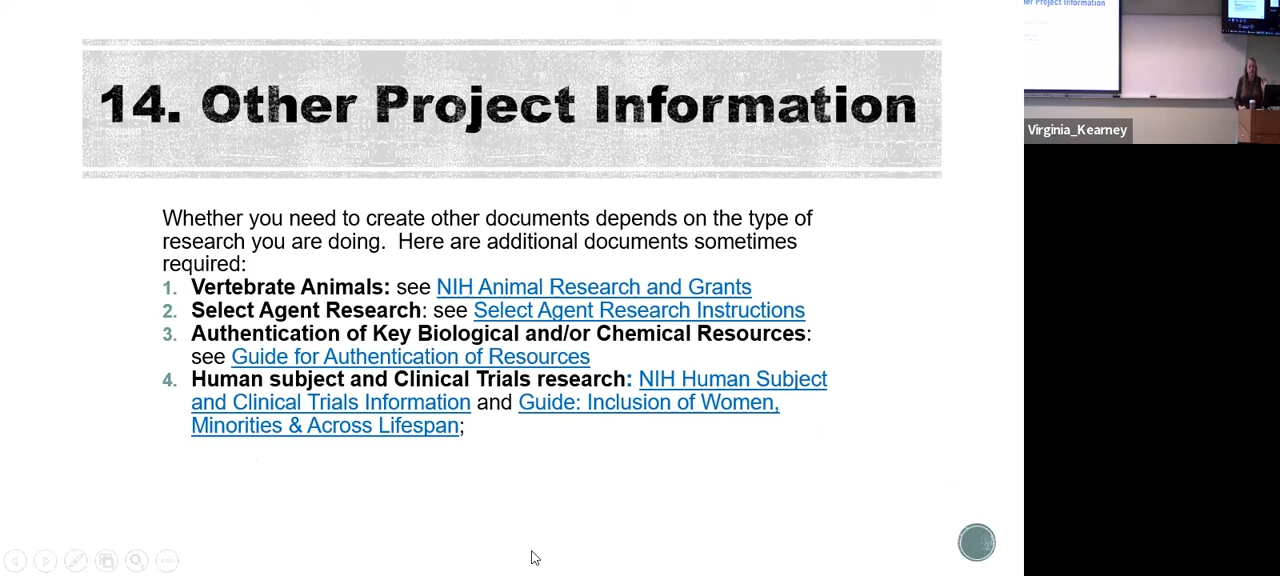 14. Other Project Information
Whether you need to create other documents depends on the type of
research you are doing.  Here are additional documents sometimes
required:
1. Vertebrate Animals: see NIH Animal Research and Grants
2. Select Agent Research: see Select Agent Research Instructions
3. Authentication of Key Biological and/or Chemical Resources:
see Guide for Authentication of Resources
4. Human subject and Clinical Trials research: NIH Human Subject
and Clinical Trials Information and Guide: Inclusion of Women,
Minorities & Across Lifespan;
er Project Information
Virginia_Kearney